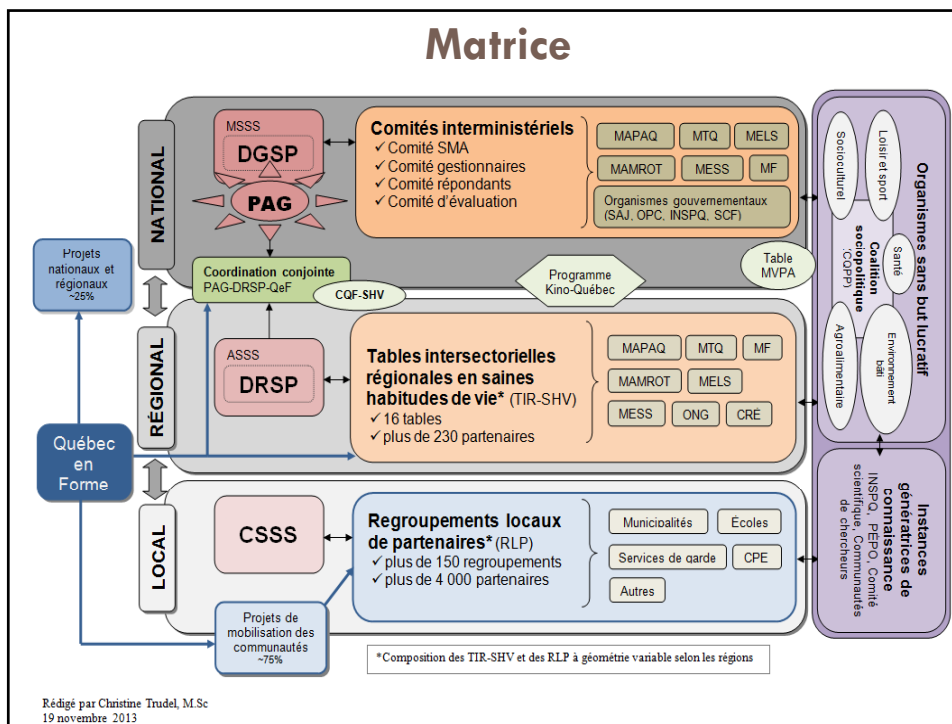 Matrice
NATIONAL
MSSS
DGSP
PAG
Comités interministériels
✓ Comité SMA
✓ Comité gestionnaires
✓ Comité répondants
✓ Comité d'évaluation
MAPAQ
MTQ
MELS
MAMROT
MESS
MF
Organismes gouvernementaux
(SAJ, OPC, INSPQ, SCF)
Projets
nationaux et
régionaux
~25%
Coordination conjointe
PAG-DRSP-QeF
CQF-SHV
Programme
Kino-Québec
Table
MVPA
RÉGIONAL
ASSS
DRSP
Tables intersectorielles
régionales en saines
habitudes de vie* (TIR-SHV)
✓ 16 tables
✓ plus de 230 partenaires
MAPAQ
MTQ
MF
MAMROT
MELS
MESS
ONG
CRÉ
Québec
en
Forme
LOCAL
CSSS
Regroupements locaux
de partenaires* (RLP)
✓ plus de 150 regroupements
✓ plus de 4 000 partenaires
Municipalités
Écoles
Services de garde
CPE
Autres
Projets de
mobilisation des
communautés
~75%
Organismes sans but lucratif
Socioculturel
Loisir et sport
Coalition
sociopolitique
(CQPP)
Santé
Agroalimentaire
Environnement
bâti
Instances
génératrices de
connaissance
INSPQ, PÉPO, Comité
scientifique, Communautés
de chercheurs
*Composition des TIR-SHV et des RLP à géométrie variable selon les régions
Rédigé par Christine Trudel, M.Sc
19 novembre 2013